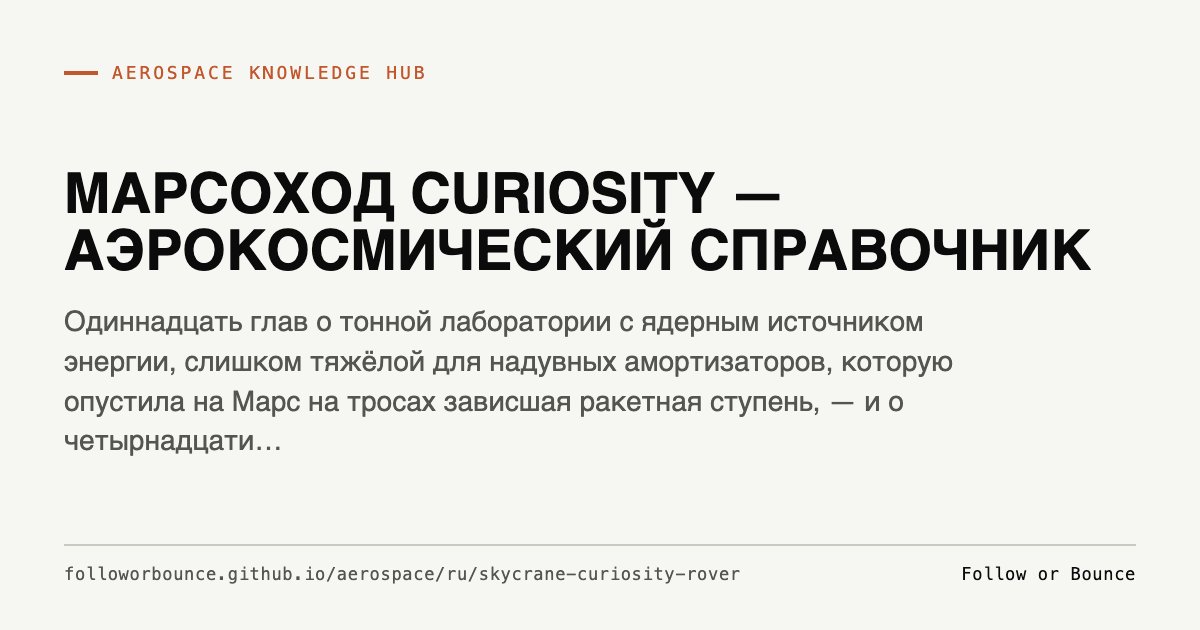 AEROSPACE KNOWLEDGE HUB
МАРСОХОД CURIOSITY —
АЭРОКОСМИЧЕСКИЙ СПРАВОЧНИК
Одиннадцать глав о тонной лаборатории с ядерным источником
энергии, слишком тяжёлой для надувных амортизаторов, которую
опустила на Марс на тросах зависшая ракетная ступень, — и о
четырнадцати…
followorbounce.github.io/aerospace/ru/skycrane-curiosity-rover
Follow or Bounce